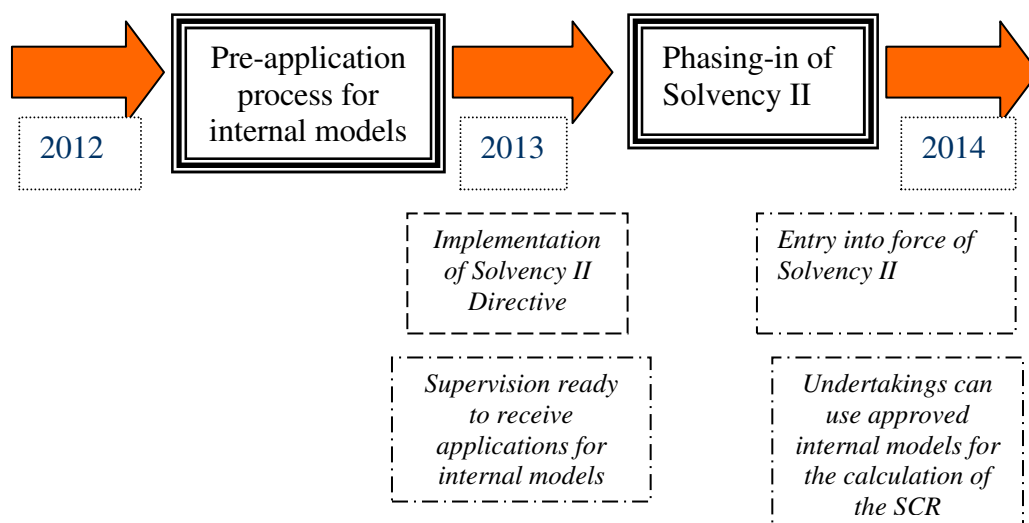 Pre-application
process for
internal models
Phasing-in of
Solvency II
2012
2013
2014
Implementation
of Solvency II
Directive
Entry into force of
Solvency II
Supervision ready
to receive
applications for
internal models
Undertakings can
use approved
internal models for
the calculation of
the SCR